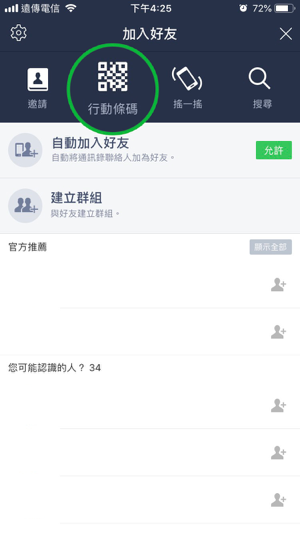 遠傳電信
下午4:25
72%
加入好友
邀請
行動條碼
搖一搖
搜尋
自動加入好友
自動將通訊錄聯絡人加為好友。
允許
建立群組
與好友建立群組。
官方推薦
顯示全部
您可能認識的人？ 34